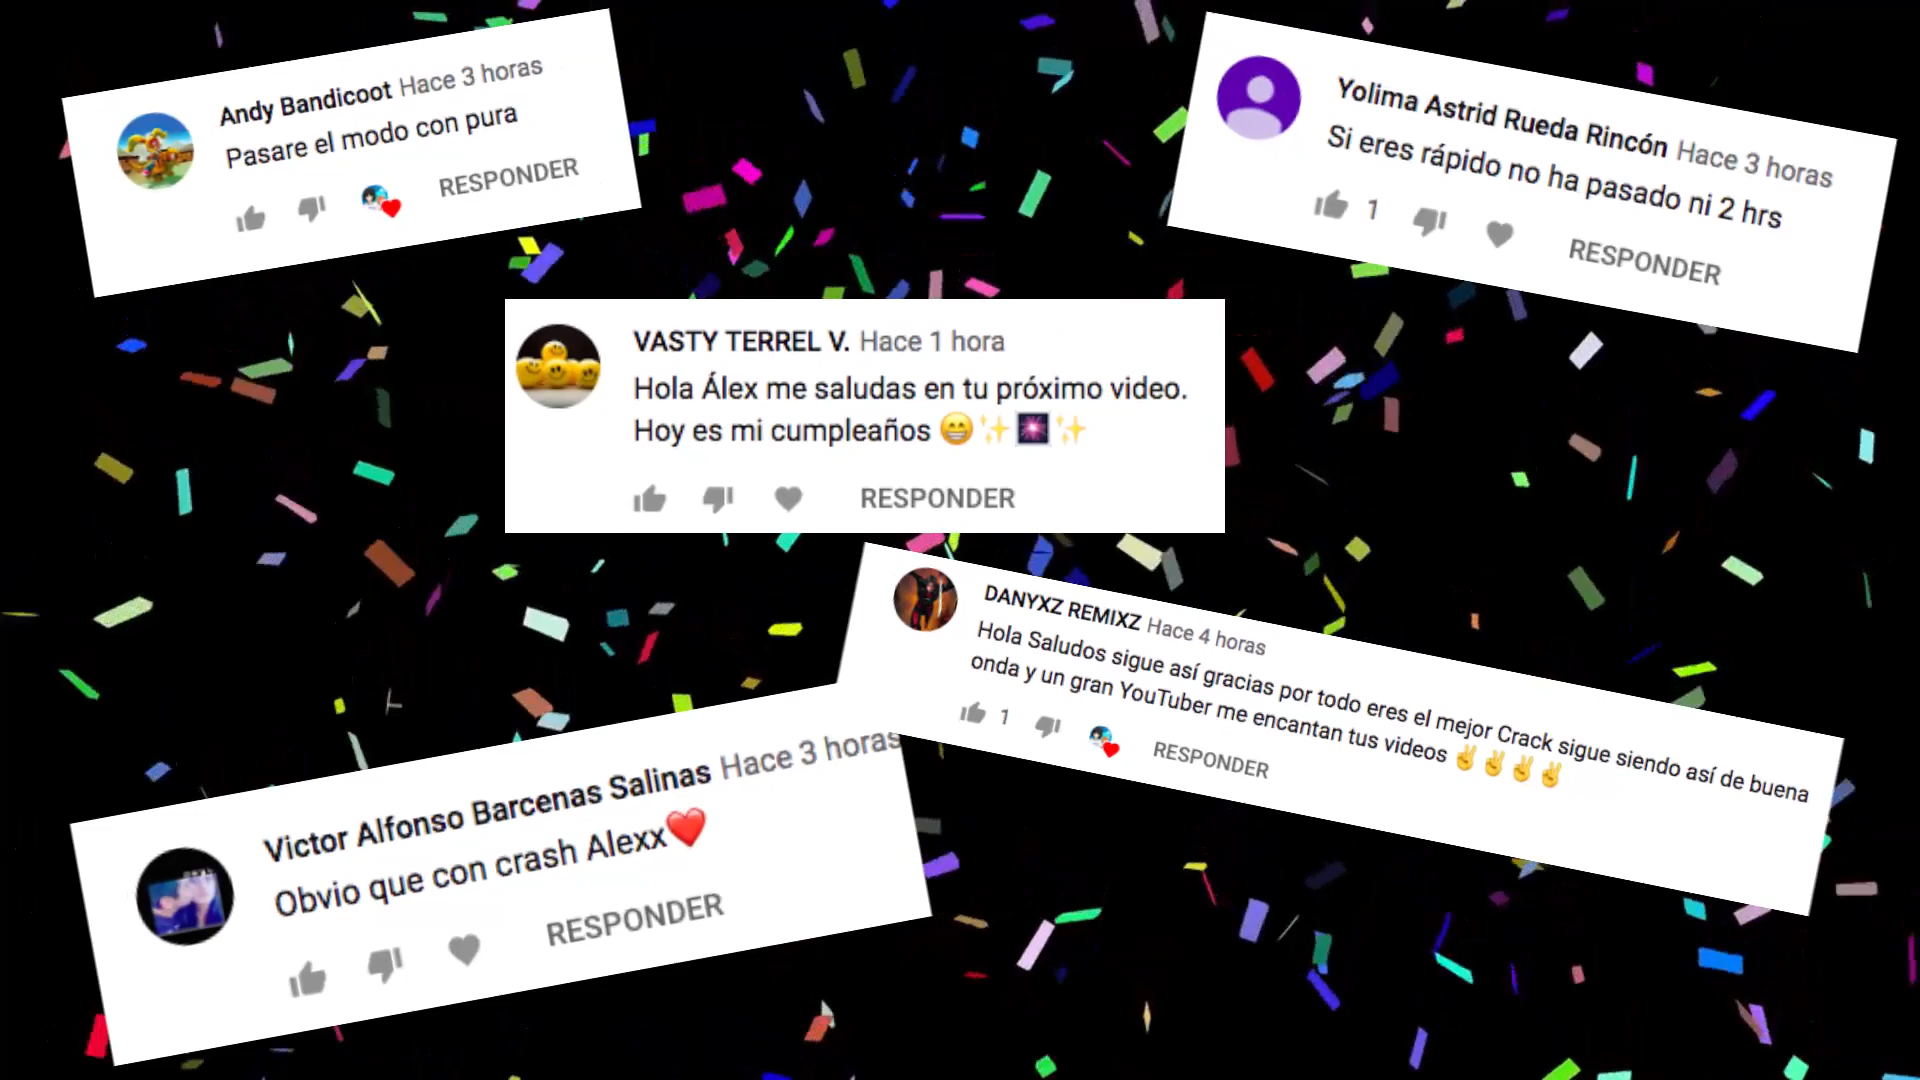 Andy Bandicoot Hace 3 horas
Pasare el modo con pura
RESPONDER
Yolima Astrid Rueda Rincón Hace 3 horas
Si eres rápido no ha pasado ni 2 hrs
1 RESPONDER
VASTY TERREL V. Hace 1 hora
Hola Álex me saludas en tu próximo video.
Hoy es mi cumpleaños 😁✨🎆✨
RESPONDER
DANYXZ REMIXZ Hace 4 horas
Hola Saludos sigue así gracias por todo eres el mejor Crack sigue siendo así de buena
onda y un gran YouTuber me encantan tus videos ✌✌✌✌
1 RESPONDER
Victor Alfonso Barcenas Salinas Hace 3 horas
Obvio que con crash Alexx❤
RESPONDER